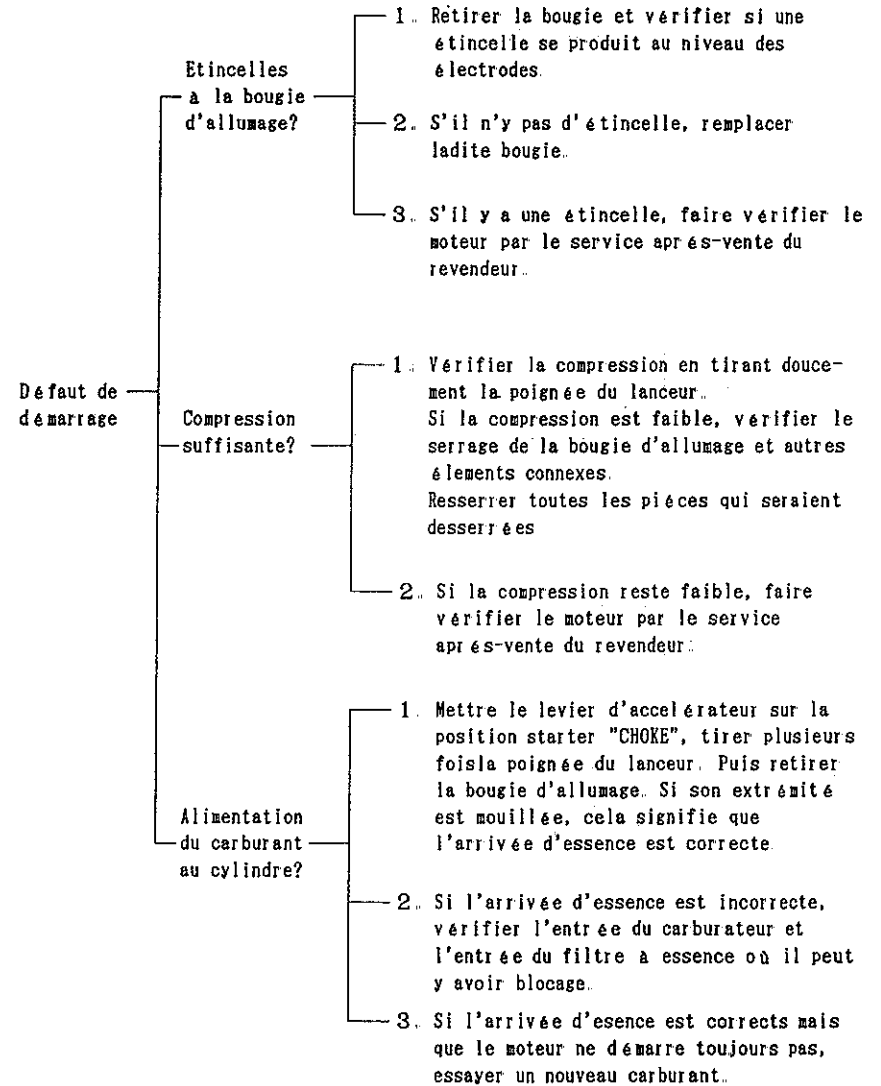 Défaut de
démarrage
Etincelles
à la bougie
d'allumage?
1. Retirer la bougie et vérifier si une
étincelle se produit au niveau des
électrodes.
2. S'il n'y pas d'étincelle, remplacer
ladite bougie.
3. S'il y a une étincelle, faire vérifier le
moteur par le service aprés-vente du
revendeur.
Compression
suffisante?
1. Vérifier la compression en tirant douce-
ment la poignée du lanceur.
Si la compression est faible, vérifier le
serrage de la bougie d'allumage et autres
élements connexes.
Resserrer toutes les piéces qui seraient
desserrées
2. Si la compression reste faible, faire
vérifier le moteur par le service
aprés-vente du revendeur.
Alimentation
du carburant
au cylindre?
1. Mettre le levier d'accelérateur sur la
position starter "CHOKE", tirer plusieurs
foisla poignée du lanceur. Puis retirer
la bougie d'allumage. Si son extrémité
est mouillée, cela signifie que
l'arrivée d'essence est correcte.
2. Si l'arrivée d'essence est incorrecte,
vérifier l'entrée du carburateur et
l'entrée du filtre à essence où il peut
y avoir blocage.
3. Si l'arrivée d'esence est corrects mais
que le moteur ne démarre toujours pas,
essayer un nouveau carburant.